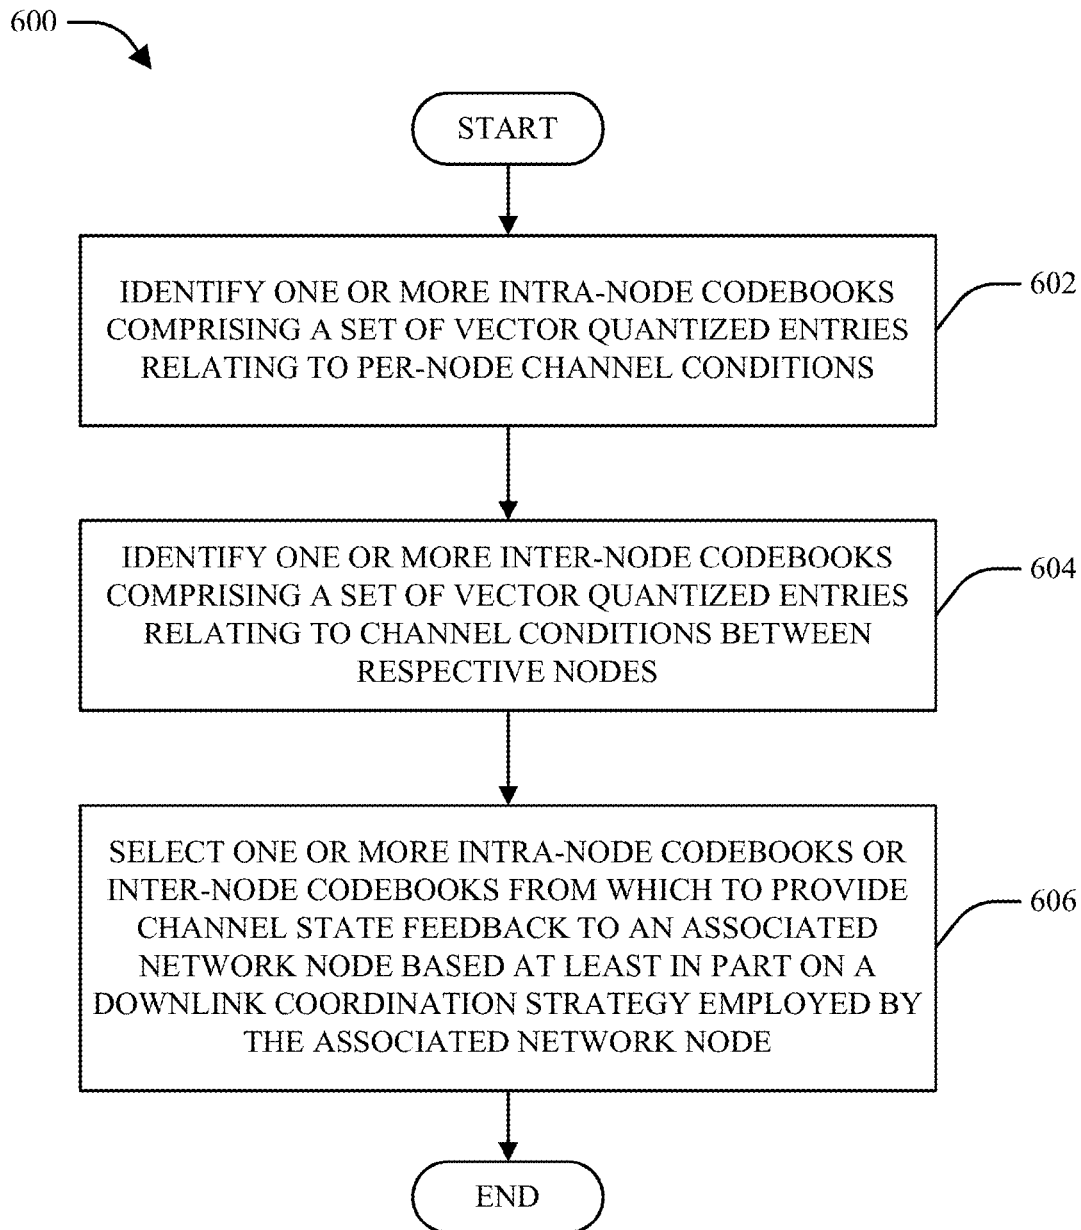 600
START
IDENTIFY ONE OR MORE INTRA-NODE CODEBOOKS
COMPRISING A SET OF VECTOR QUANTIZED ENTRIES
RELATING TO PER-NODE CHANNEL CONDITIONS
602
IDENTIFY ONE OR MORE INTER-NODE CODEBOOKS
COMPRISING A SET OF VECTOR QUANTIZED ENTRIES
RELATING TO CHANNEL CONDITIONS BETWEEN
RESPECTIVE NODES
604
SELECT ONE OR MORE INTRA-NODE CODEBOOKS OR
INTER-NODE CODEBOOKS FROM WHICH TO PROVIDE
CHANNEL STATE FEEDBACK TO AN ASSOCIATED
NETWORK NODE BASED AT LEAST IN PART ON A
DOWNLINK COORDINATION STRATEGY EMPLOYED BY
THE ASSOCIATED NETWORK NODE
606
END